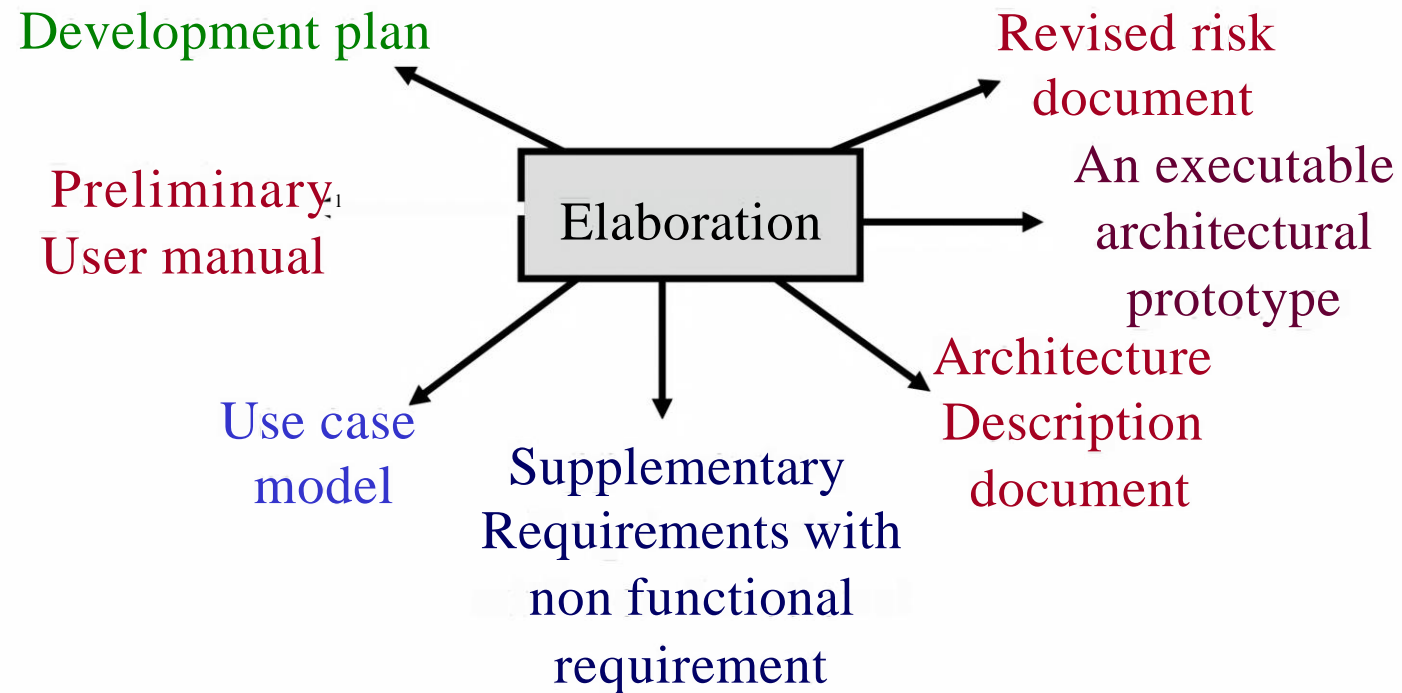 Development plan
Revised risk
document
Preliminary
User manual
Elaboration
An executable
architectural
prototype
Use case
model
Supplementary
Requirements with
non functional
requirement
Architecture
Description
document